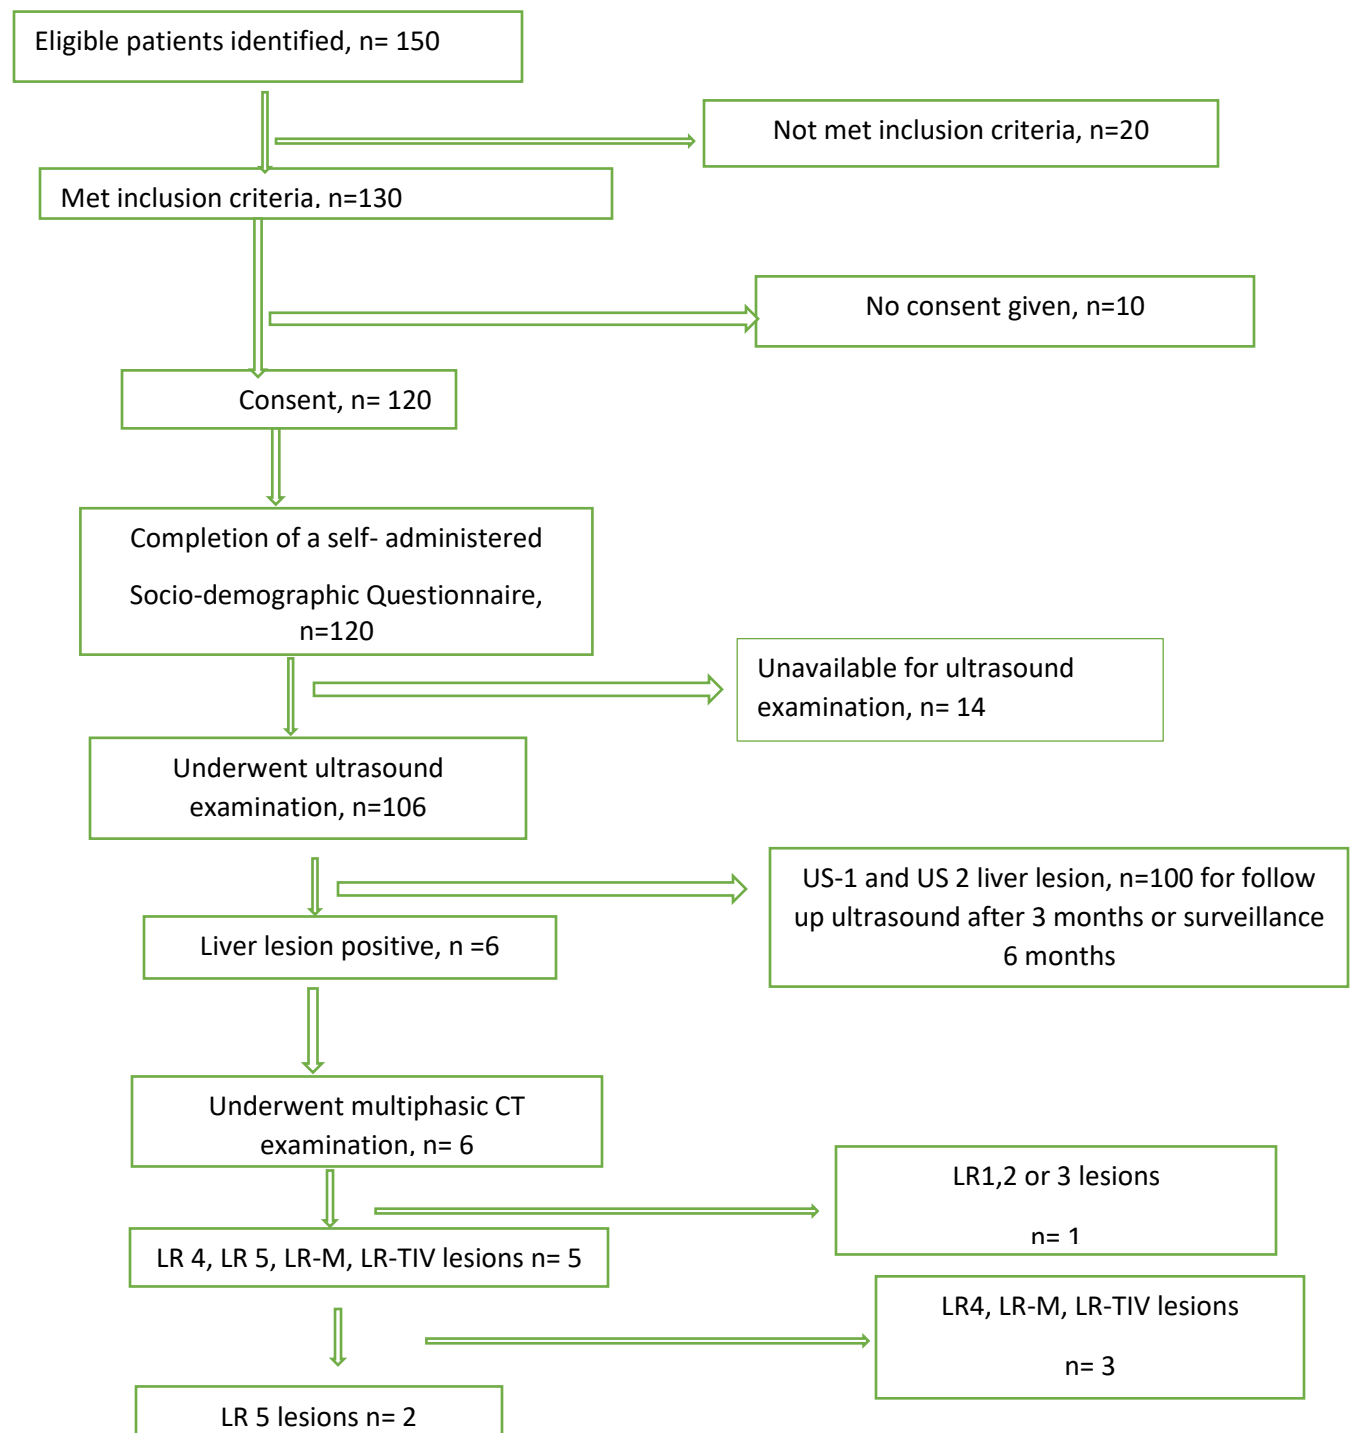 Eligible patients identified, n= 150
Not met inclusion criteria, n=20
Met inclusion criteria, n=130
No consent given, n=10
Consent, n= 120
Completion of a self- administered
Socio-demographic Questionnaire,
n=120
Unavailable for ultrasound
examination, n= 14
Underwent ultrasound
examination, n=106
US-1 and US 2 liver lesion, n=100 for follow
up ultrasound after 3 months or surveillance
6 months
Liver lesion positive, n =6
Underwent multiphasic CT
examination, n= 6
LR1,2 or 3 lesions
n= 1
LR 4, LR 5, LR-M, LR-TIV lesions n= 5
LR4, LR-M, LR-TIV lesions
n= 3
LR 5 lesions n= 2